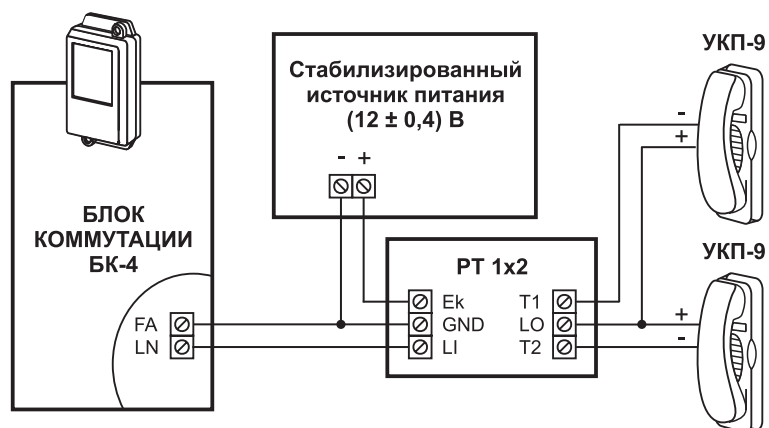 УКП-9
Стабилизированный
источник питания
(12 ± 0,4) В
- +
-
+
БЛОК
КОММУТАЦИИ
БК-4
РТ 1х2
УКП-9
Ek T1
FA GND LO +
LN LI T2 -